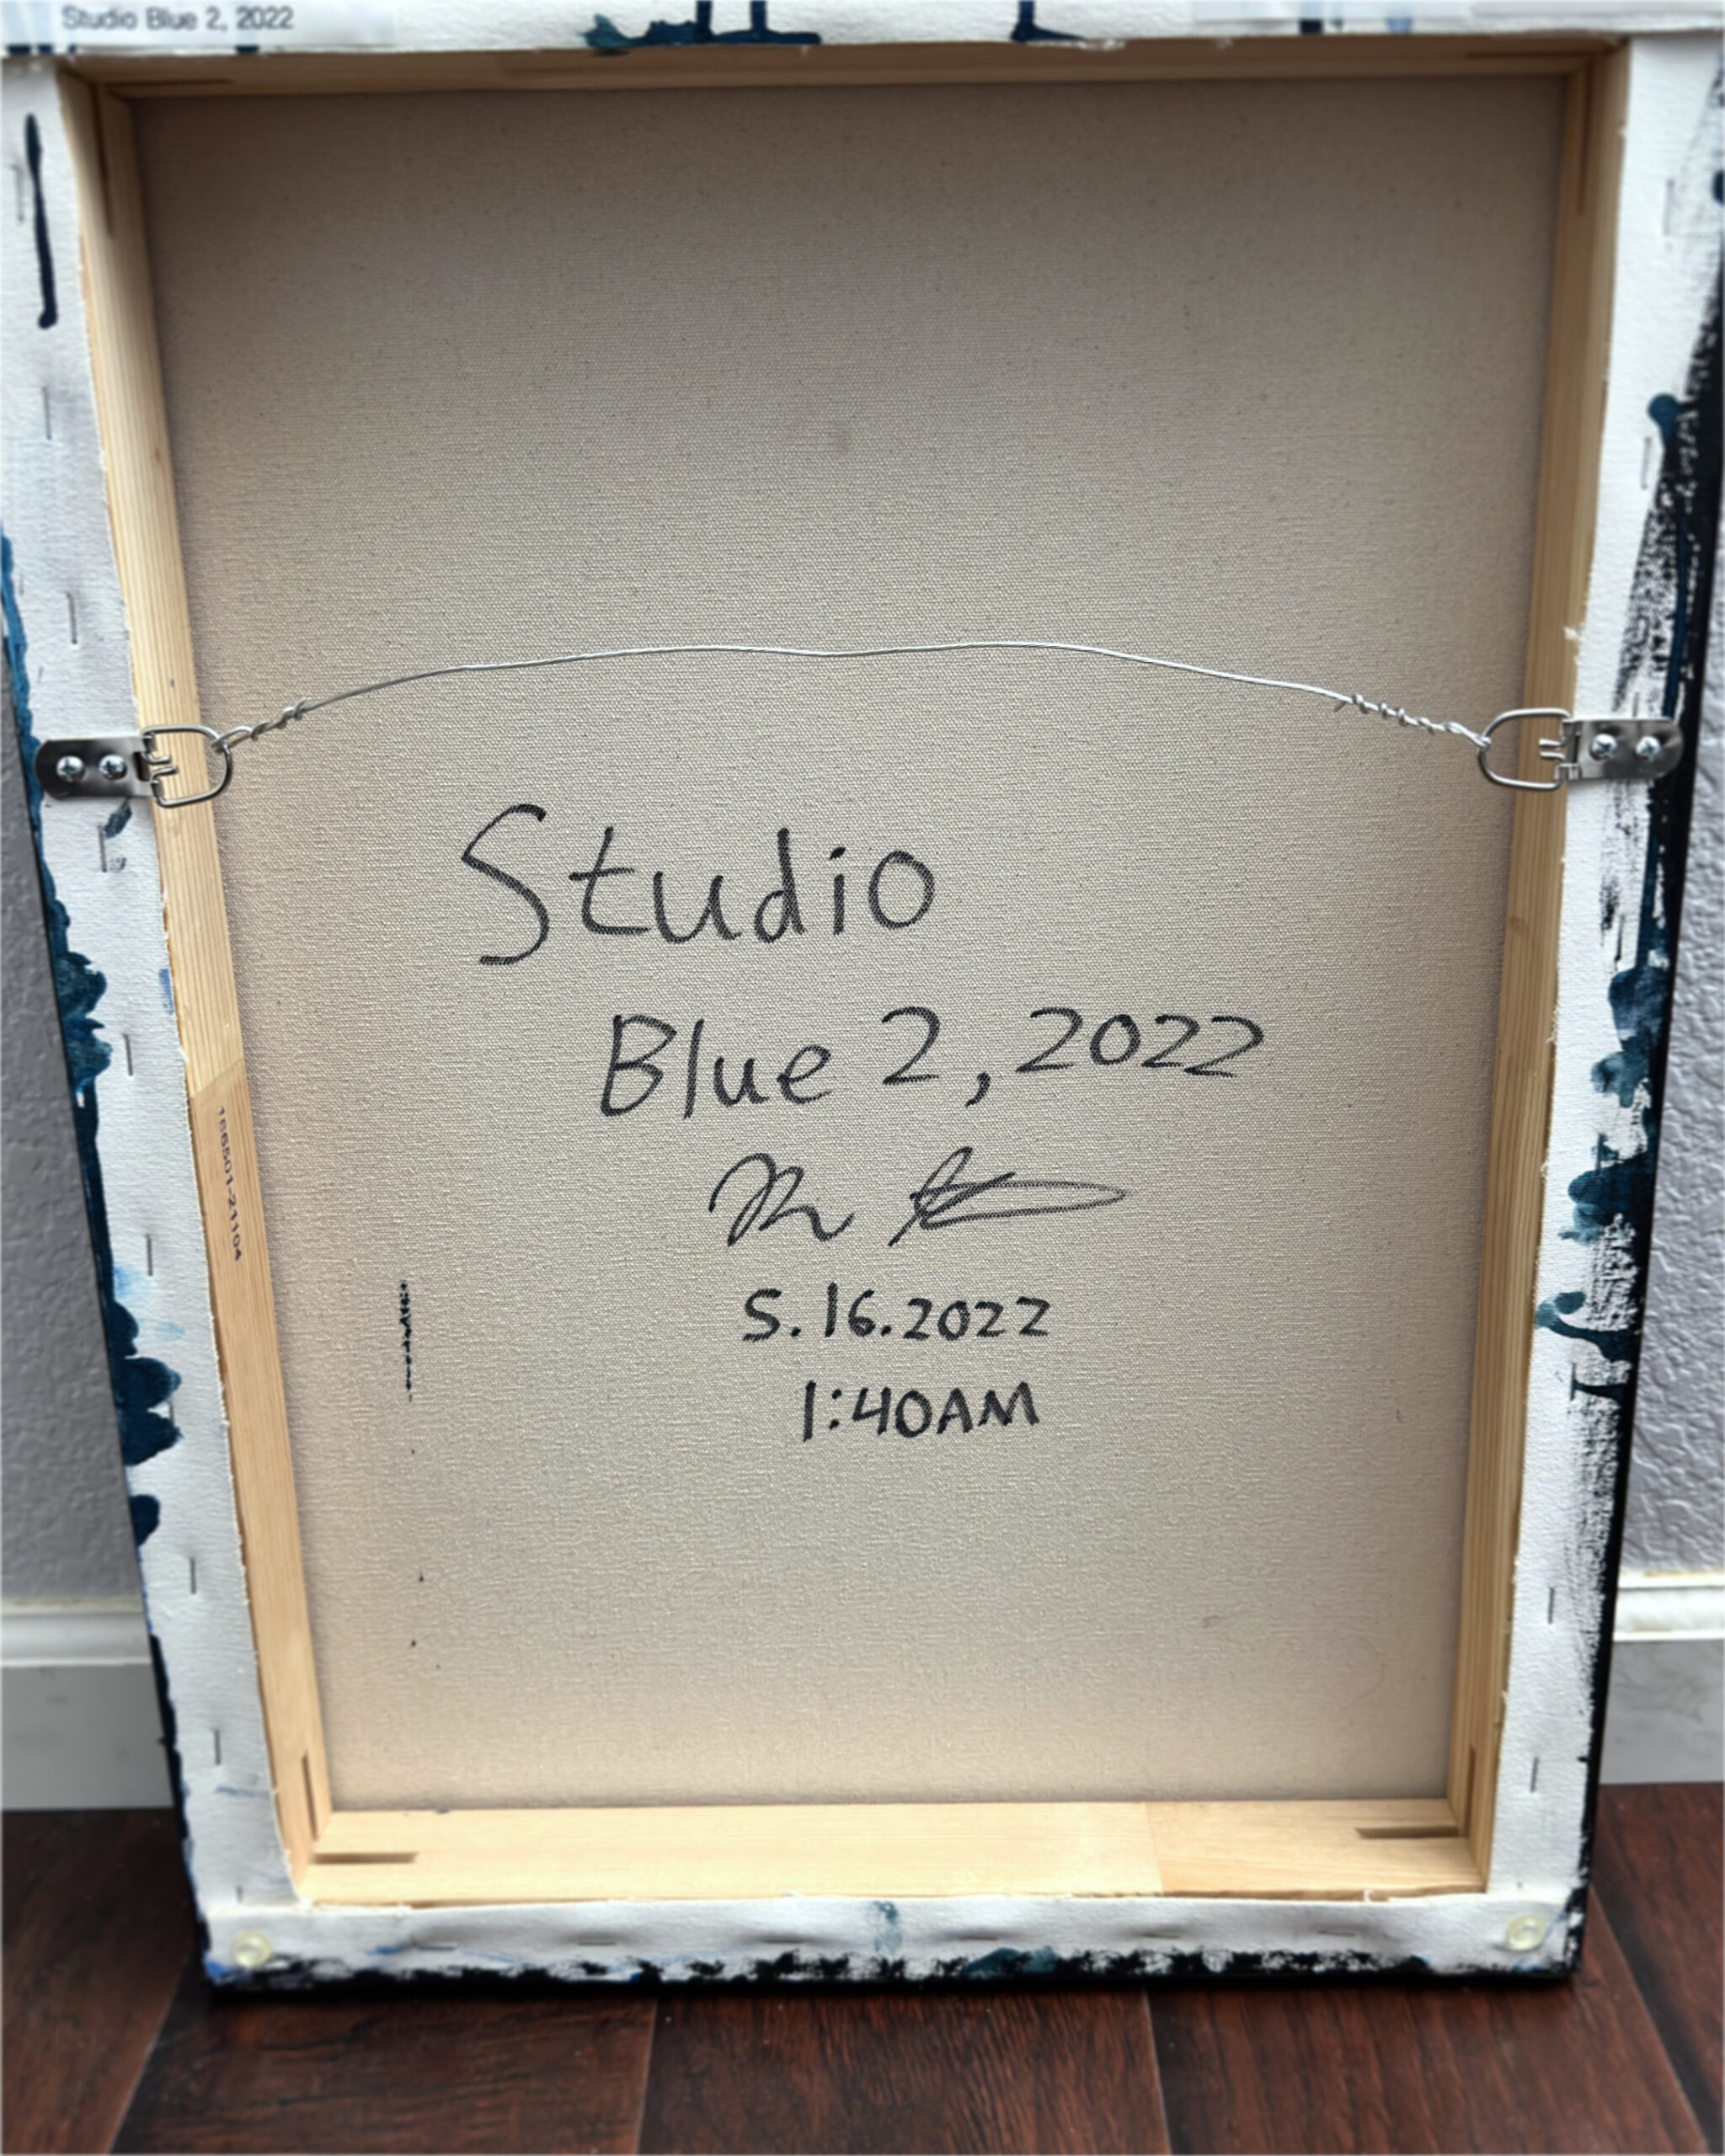 Studio Blue 2, 2022
Studio
Blue 2, 2022
5.16.2022
1:40AM